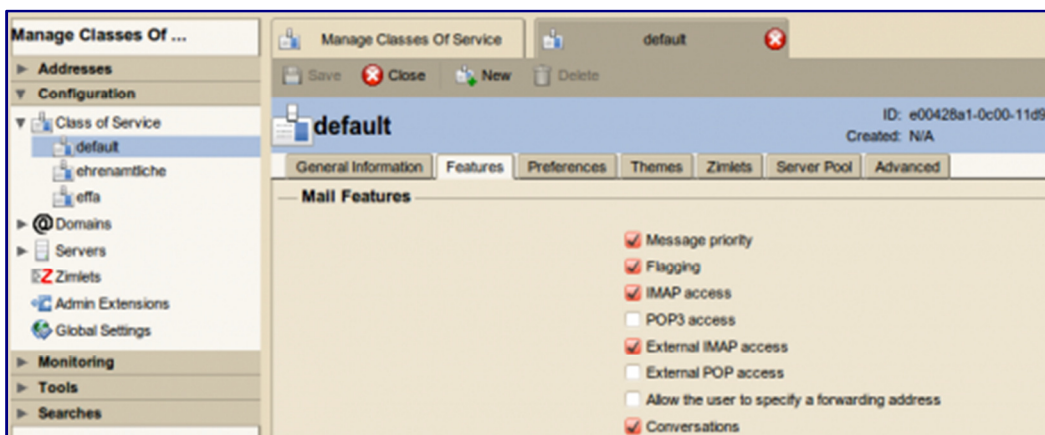 Manage Classes Of ...
Addresses
Configuration
Class of Service
default
ehrenamtliche
effa
@ Domains
Servers
Zimlets
Admin Extensions
Global Settings
Monitoring
Tools
Searches
Manage Classes Of Service
default
Save Close New Delete
default
ID: e00428a1-0c00-11d9
Created: N/A
General Information Features Preferences Themes Zimlets Server Pool Advanced
Mail Features
Message priority
Flagging
IMAP access
POP3 access
External IMAP access
External POP access
Allow the user to specify a forwarding address
Conversations